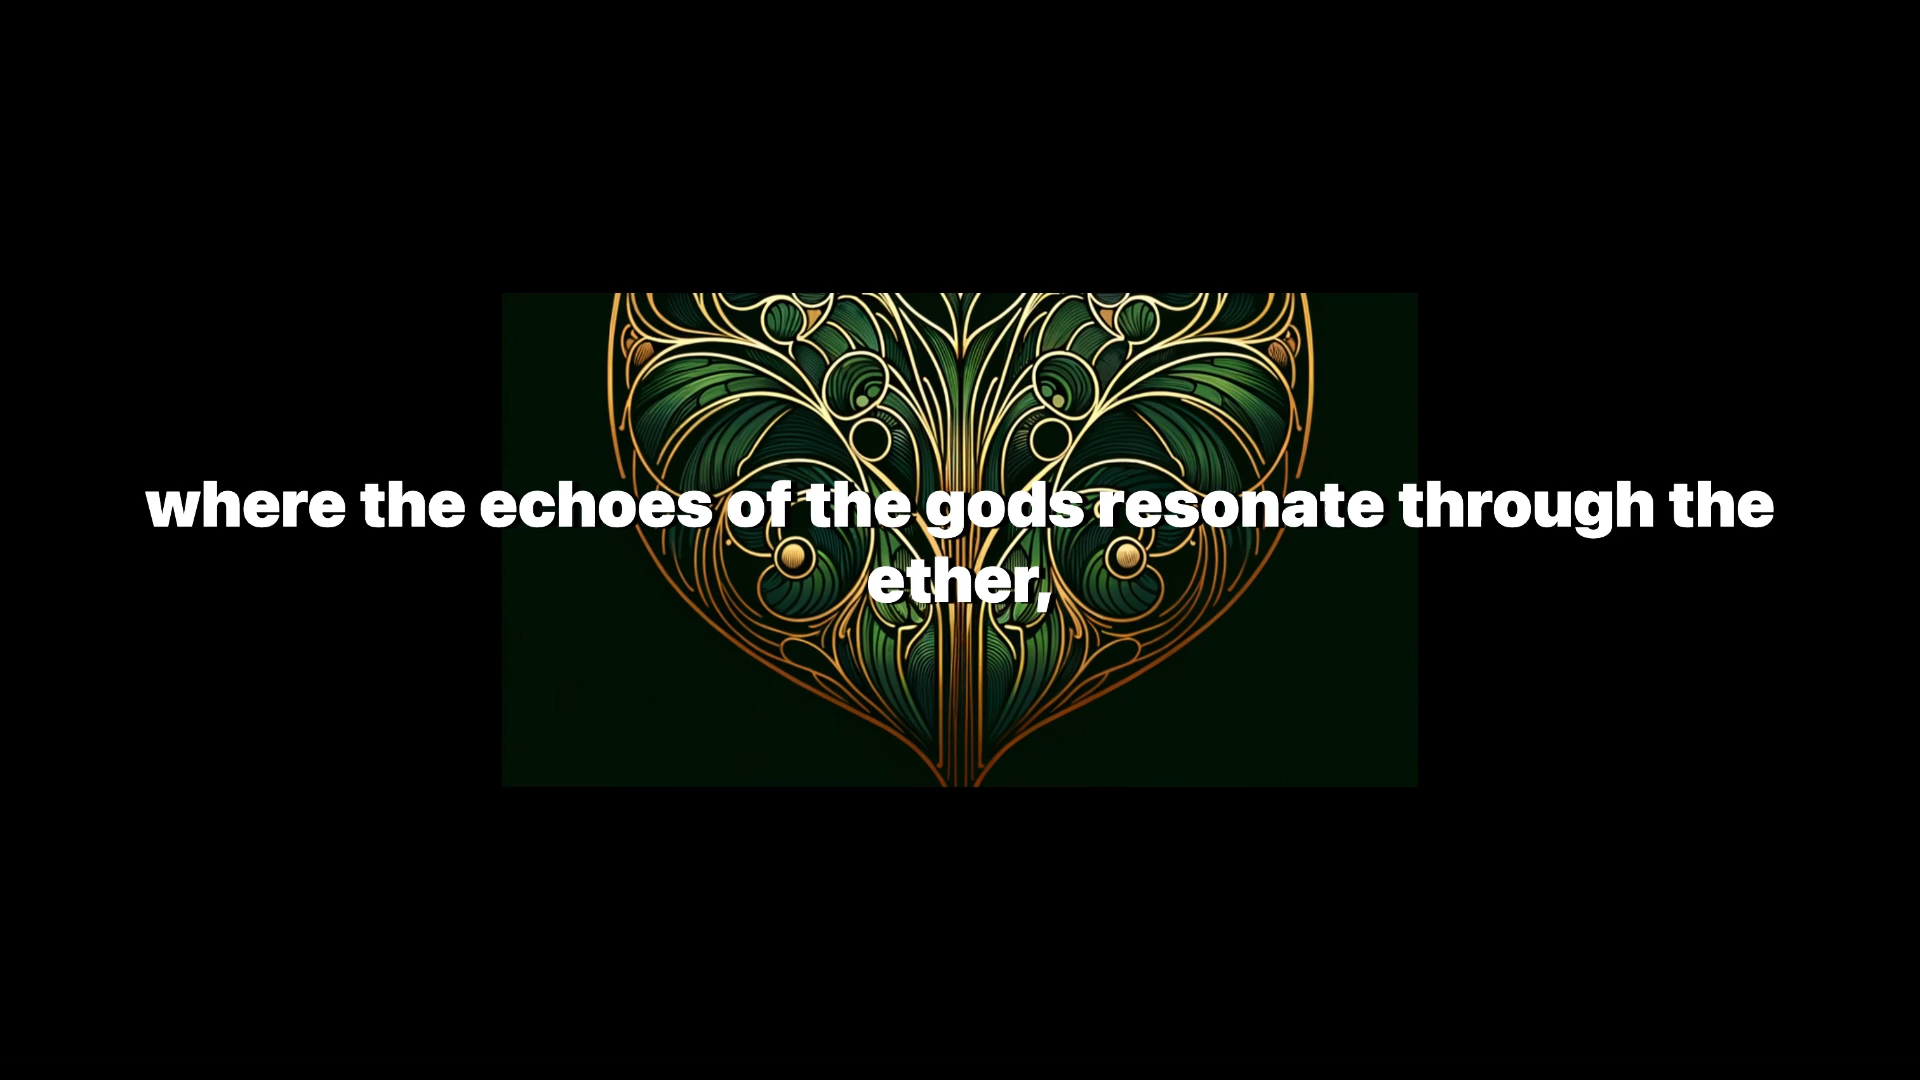 where the echoes of the gods resonate through the
ether,